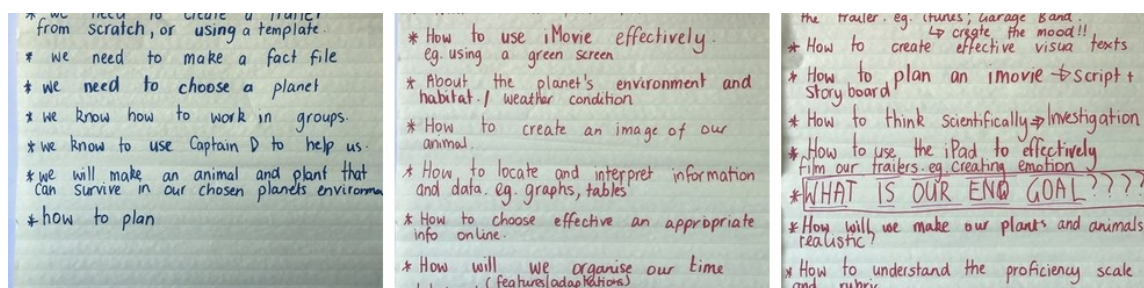 * we need to create a trailer
from scratch, or using a template.
* we need to make a fact file
* we need to choose a planet
* we know how to work in groups.
* we know to use Captain D to help us.
* we will make an animal and plant that
can survive in our chosen planets environme
* how to plan
* How to use iMovie effectively.
eg. using a green screen
* About the planet's environment and
habitat. / weather condition
* How to create an image of our
animal.
* How to locate and interpret information
and data. eg. graphs, tables
* How to choose effective an appropriate
info online.
* How will we organise our time
(features/adaptations)
the trailer. eg. itunes, Garage Band.
↳ create the mood!!
* How to create effective visua texts
* How to plan an imovie → script +
Story board
* How to think scientifically ⇒ Investigation
* How to use the iPad to effectively
film our trailers. eg. Creating emotion
* WHAT IS OUR END GOAL????
* How will we make our plants and animals
realistic?
* How to understand the proficiency scale
and rubric